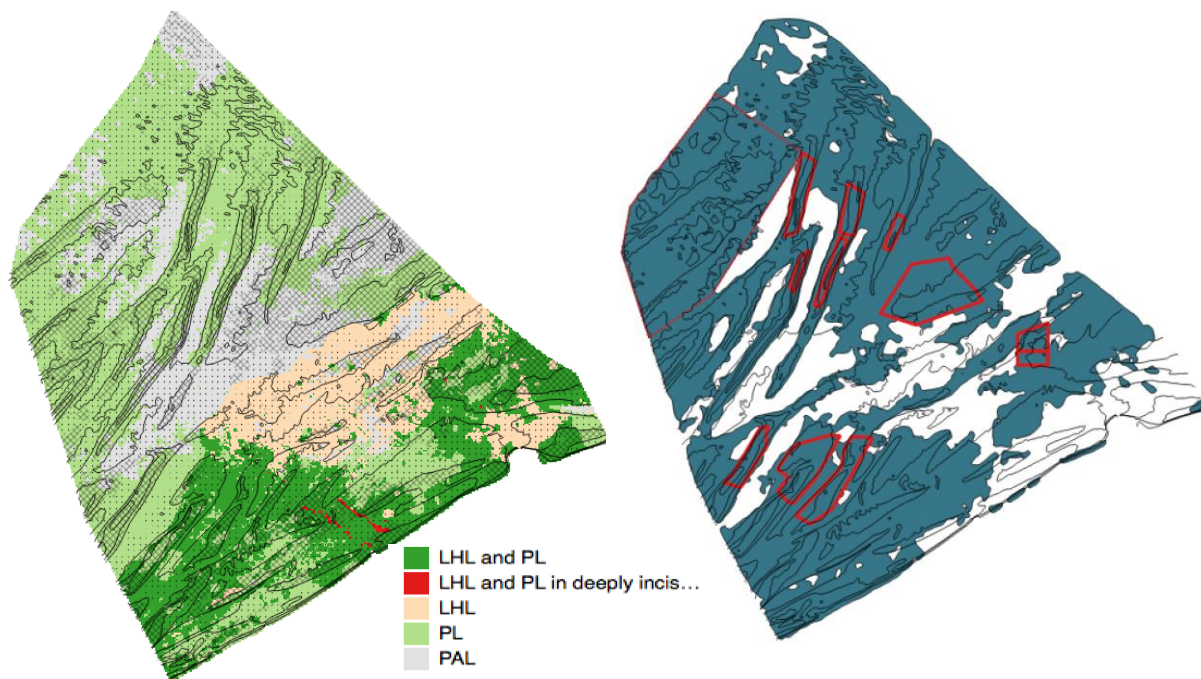 LHL and PL
LHL and PL in deeply incis...
LHL
PL
PAL